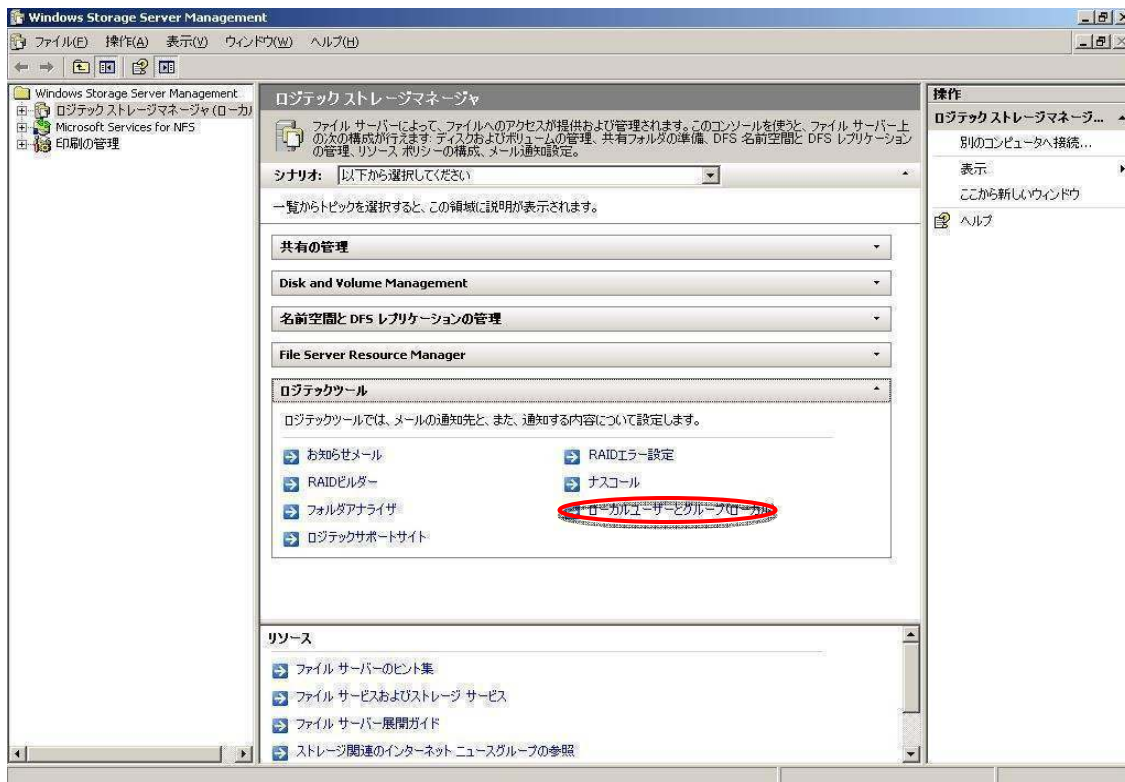 Windows Storage Server Management
ファイル(F) 操作(A) 表示(V) ウィンドウ(W) ヘルプ(H)
Windows Storage Server Management
ロジテック ストレージマネージャ(ローカル
Microsoft Services for NFS
印刷の管理
ロジテック ストレージマネージャ
ファイル サーバーによって、ファイルへのアクセスが提供および管理されます。このコンソールを使うと、ファイル サーバー上
の次の構成が行えます: ディスクおよびボリュームの管理、共有フォルダの準備、DFS 名前空間と DFS レプリケーション
の管理、リソース ポリシーの構成、メール通知設定。
シナリオ: 以下から選択してください
一覧からトピックを選択すると、この領域に説明が表示されます。
共有の管理
Disk and Volume Management
名前空間と DFS レプリケーションの管理
File Server Resource Manager
ロジテックツール
ロジテックツールでは、メールの通知先と、また、通知する内容について設定します。
お知らせメール
RAIDエラー設定
RAIDビルダー
ナスコール
フォルダアナライザ
ローカルユーザーとグループ(ローカル)
ロジテックサポートサイト
リソース
ファイル サーバーのヒント集
ファイル サービスおよびストレージ サービス
ファイル サーバー展開ガイド
ストレージ関連のインターネット ニュースグループの参照
操作
ロジテック ストレージマネージ...
別のコンピュータへ接続...
表示
ここから新しいウィンドウ
ヘルプ